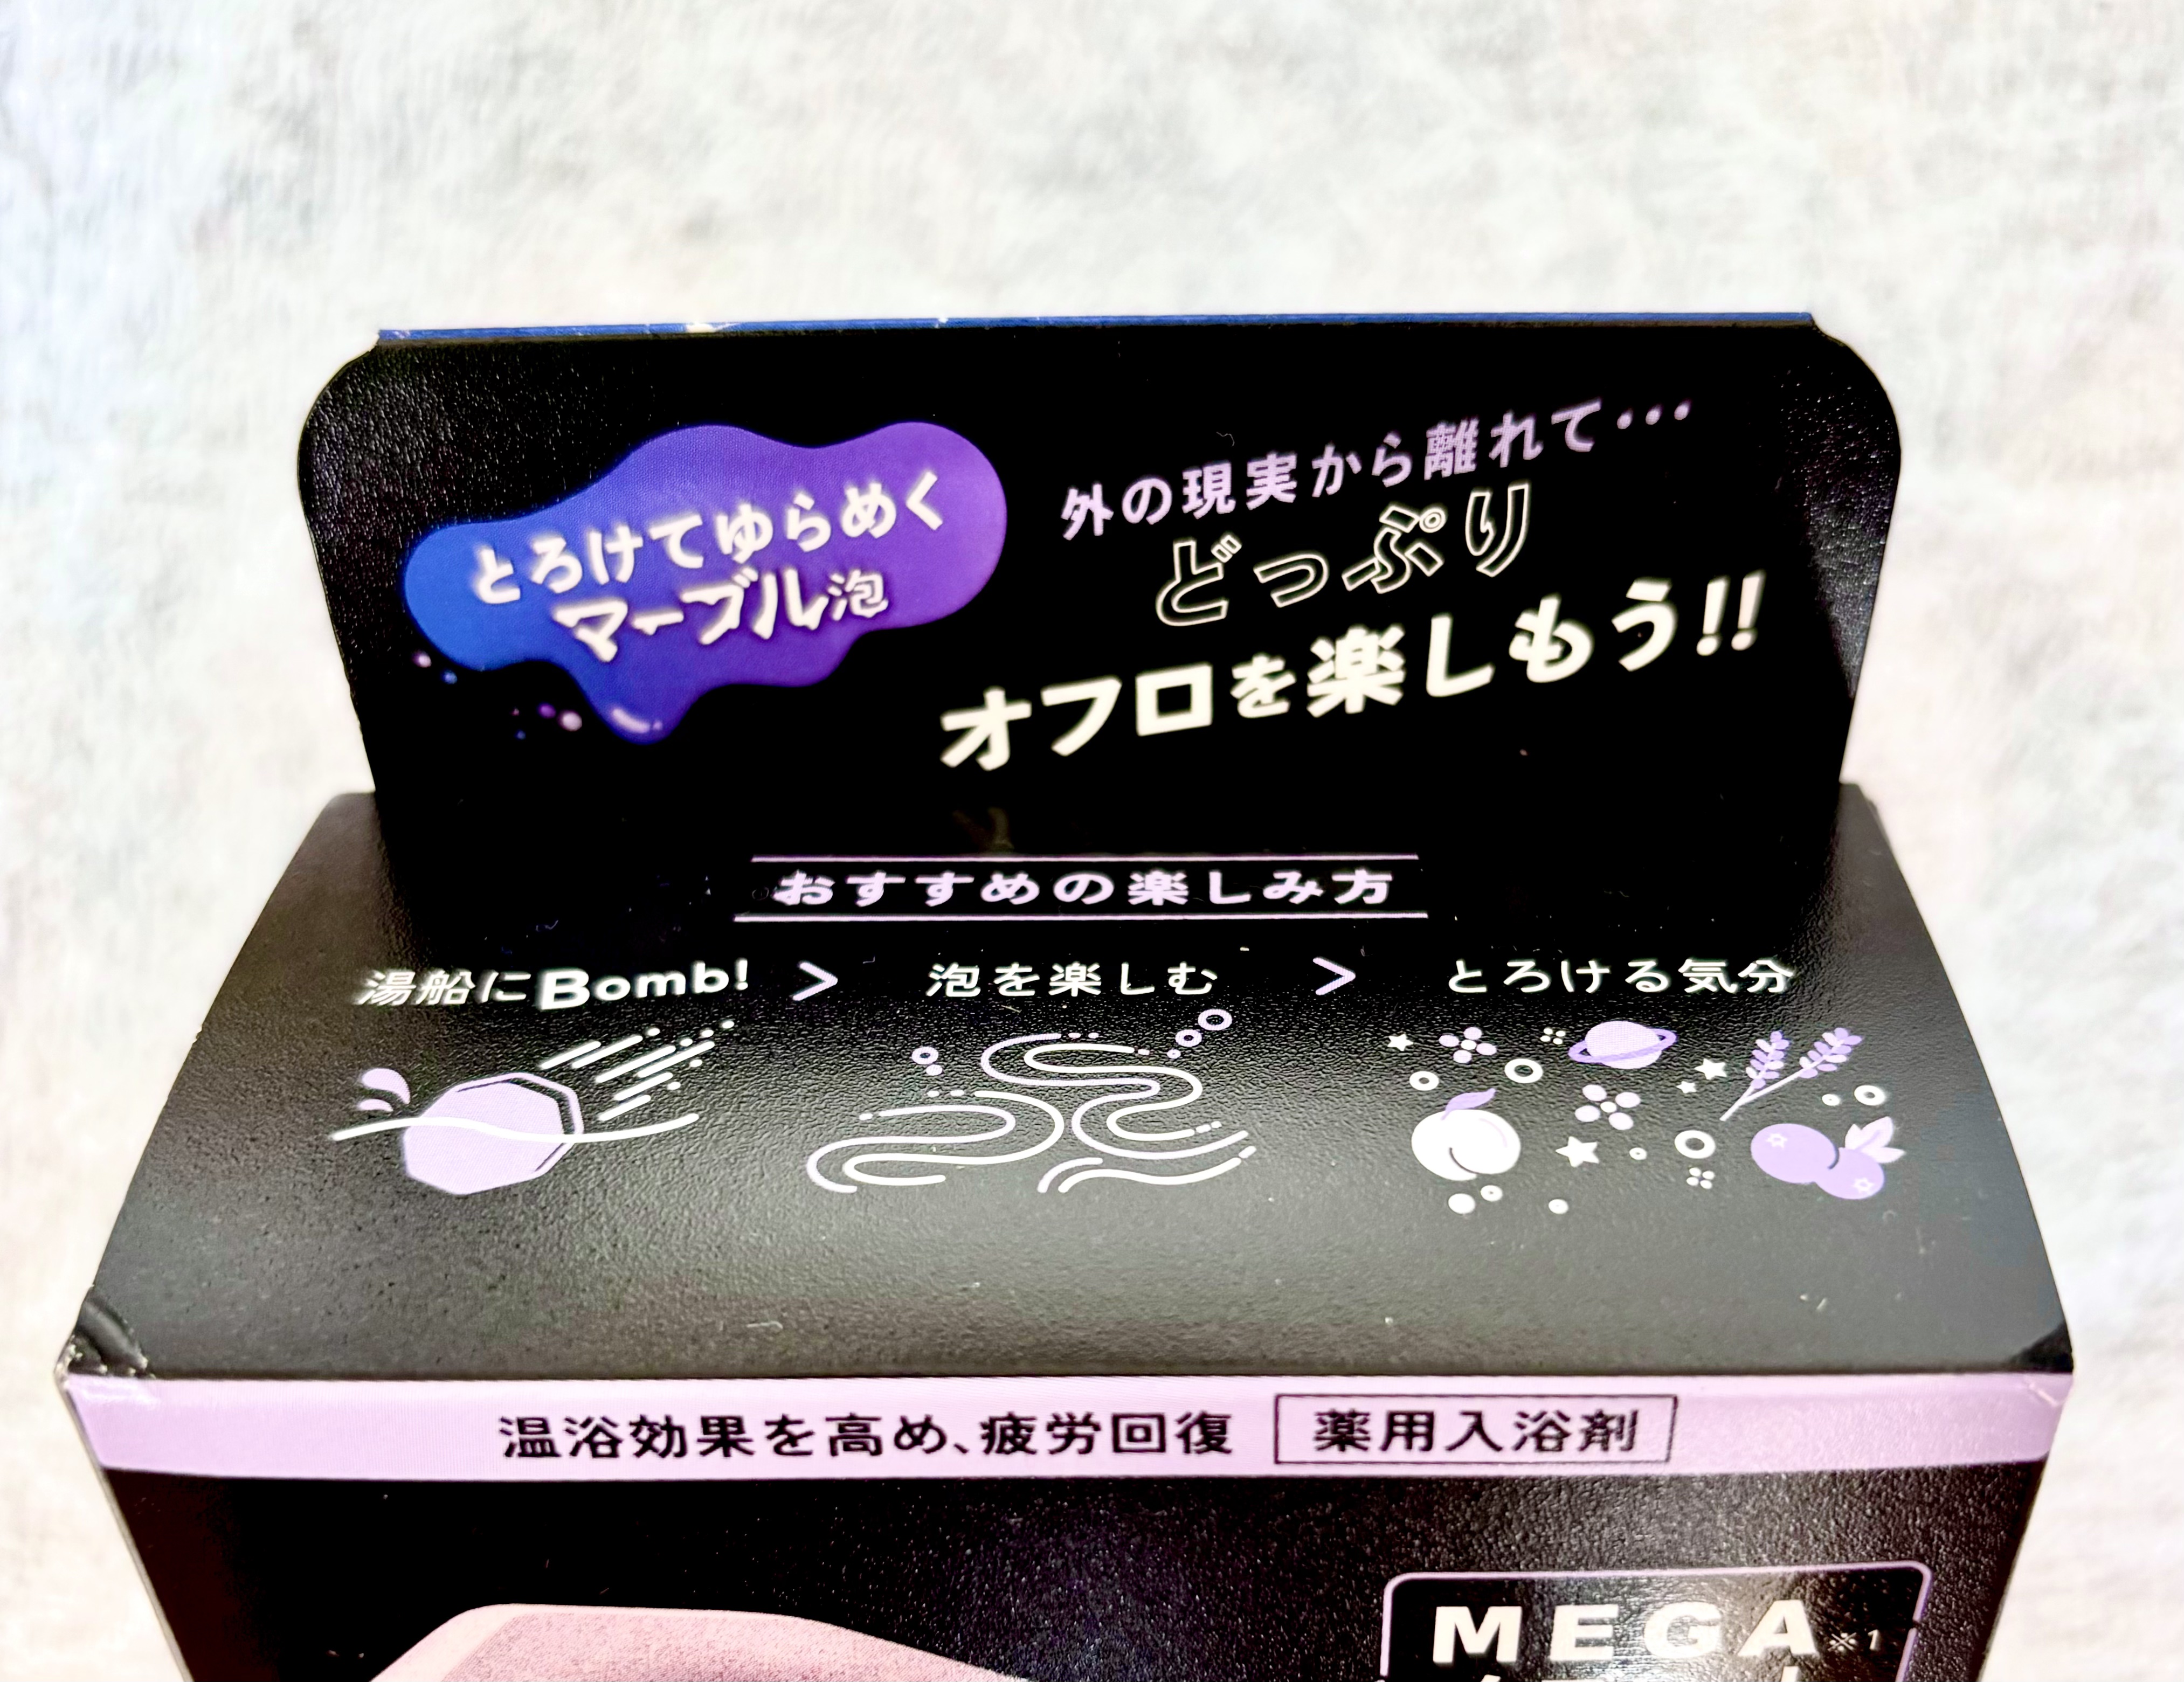 とろけてゆらめく
マーブル泡
外の現実から離れて・・・
どっぷり
オフロを楽しもう!!
おすすめの楽しみ方
湯船にBomb! > 泡を楽しむ > とろける気分
温浴効果を高め、疲労回復 薬用入浴剤
MEGA※1